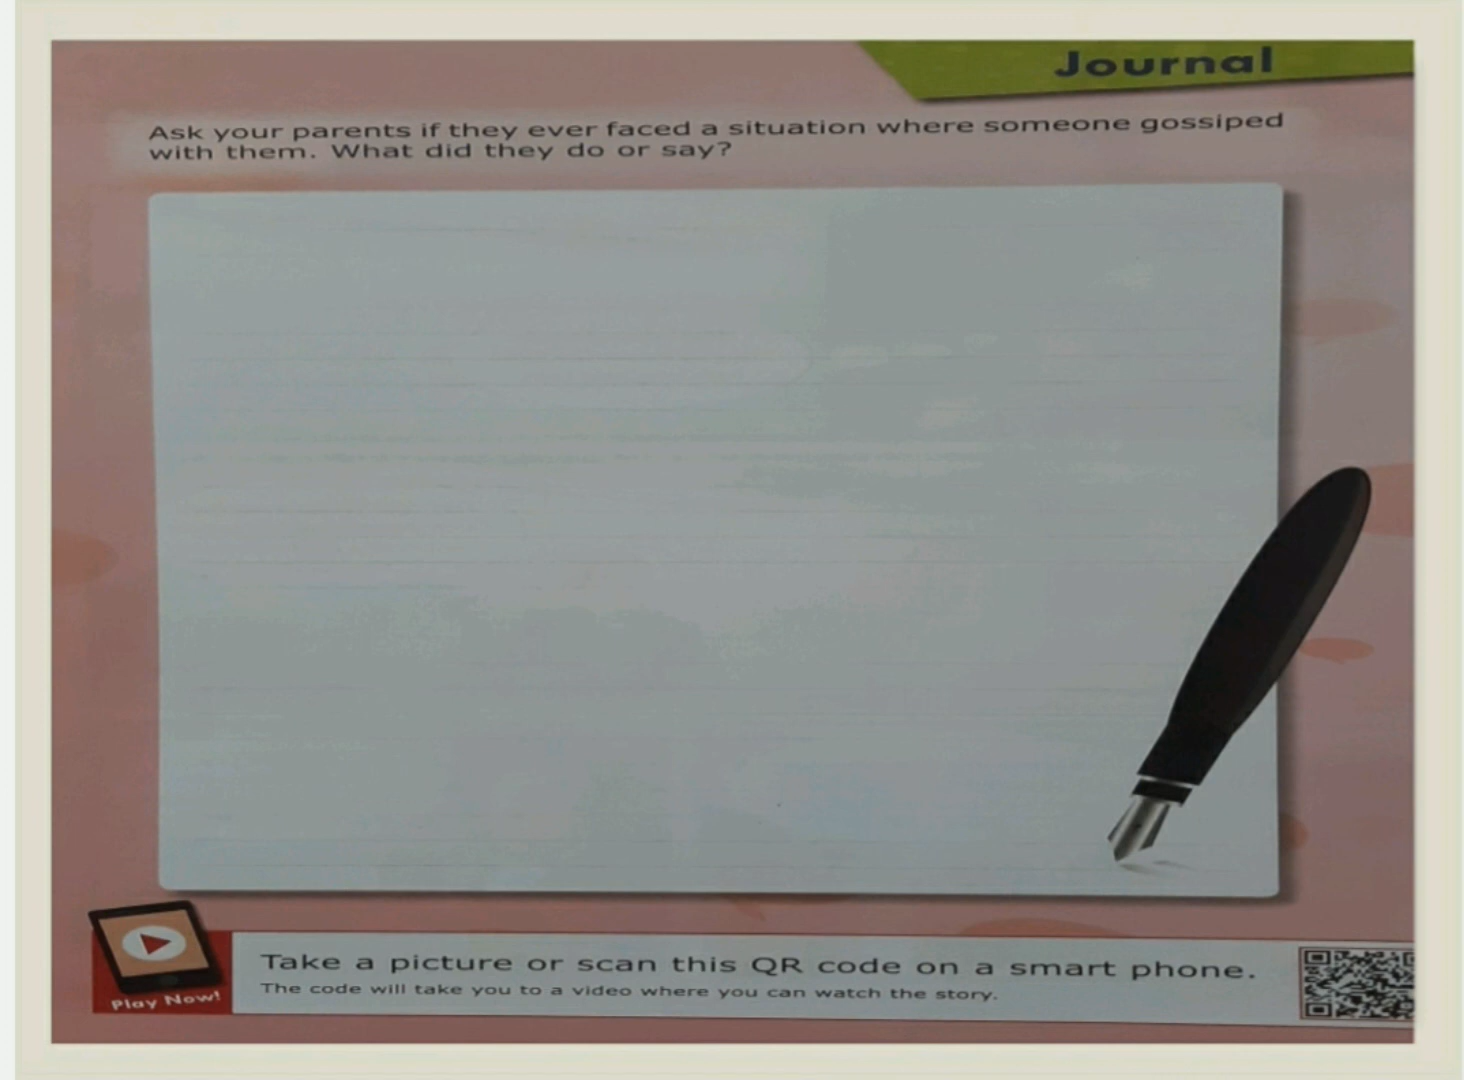 Journal
Ask your parents if they ever faced a situation where someone gossiped
with them. What did they do or say?
Take a picture or scan this QR code on a smart phone.
The code will take you to a video where you can watch the story.
Play Now!